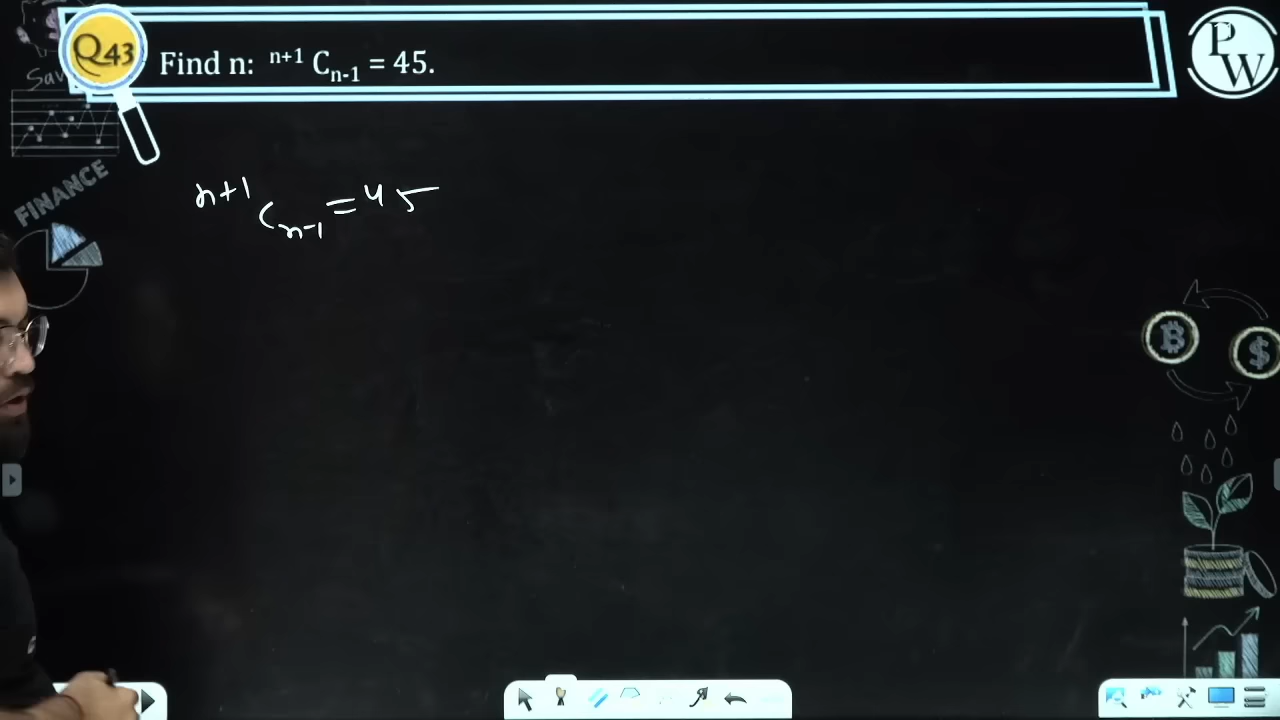 Q43
Find n: ⁿ⁺¹ Cₙ₋₁ = 45.
PW
Sav
FINANCE
n+1 Cn-1 = 45